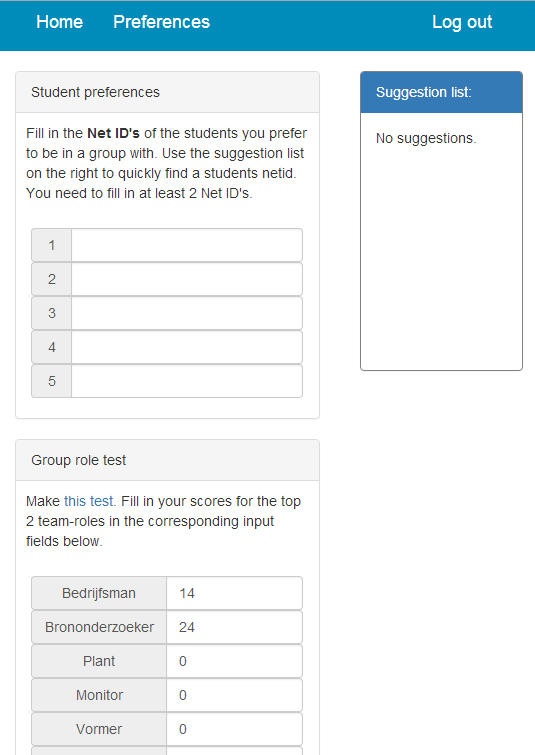 Home Preferences Log out
Student preferences
Fill in the Net ID's of the students you prefer
to be in a group with. Use the suggestion list
on the right to quickly find a students netid.
You need to fill in at least 2 Net ID's.
1
2
3
4
5
Suggestion list:
No suggestions.
Group role test
Make this test. Fill in your scores for the top
2 team-roles in the corresponding input
fields below.
Bedrijfsman 14
Brononderzoeker 24
Plant 0
Monitor 0
Vormer 0